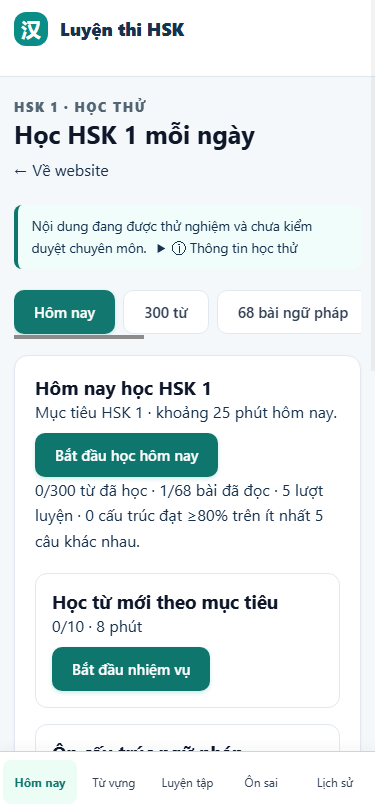 汉 Luyện thi HSK
HSK 1 · HỌC THỬ
Học HSK 1 mỗi ngày
← Về website
Nội dung đang được thử nghiệm và chưa kiểm
duyệt chuyên môn. ▶ ⓘ Thông tin học thử
Hôm nay 300 từ 68 bài ngữ pháp
Hôm nay học HSK 1
Mục tiêu HSK 1 · khoảng 25 phút hôm nay.
Bắt đầu học hôm nay
0/300 từ đã học · 1/68 bài đã đọc · 5 lượt
luyện · 0 cấu trúc đạt ≥80% trên ít nhất 5
câu khác nhau.
Học từ mới theo mục tiêu
0/10 · 8 phút
Bắt đầu nhiệm vụ
Ôn cấu trúc ngữ pháp
Hôm nay Từ vựng Luyện tập Ôn sai Lịch sử